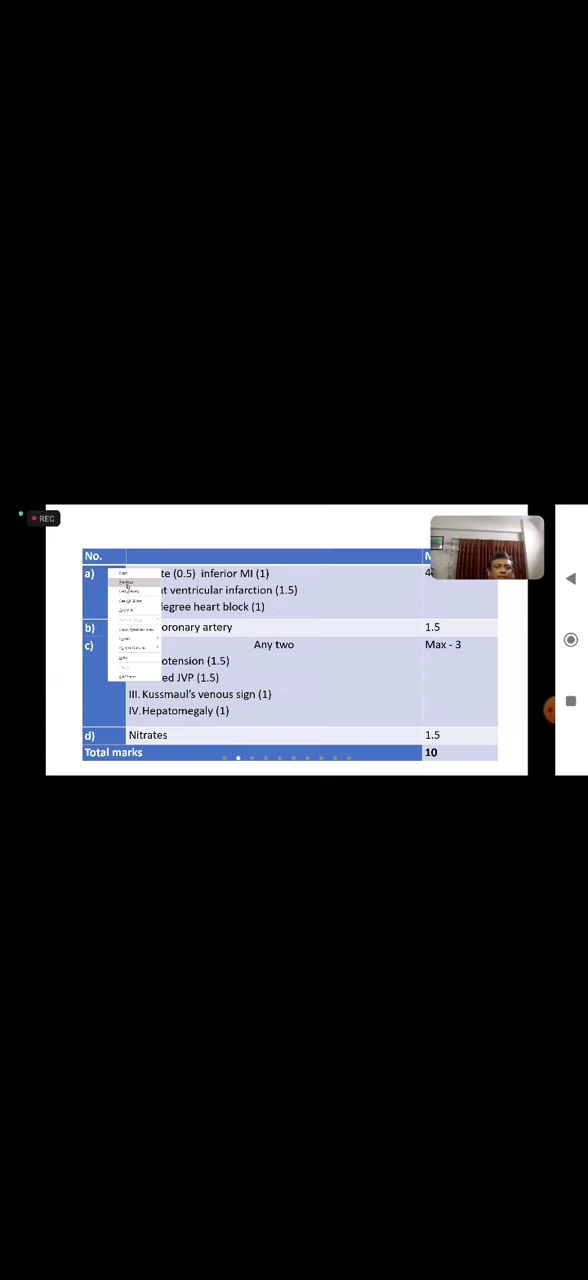 REC
No.
a) te (0.5) inferior MI (1)
t ventricular infarction (1.5)
degree heart block (1)
b) oronary artery 1.5
c) Any two Max - 3
otension (1.5)
ed JVP (1.5)
III. Kussmaul's venous sign (1)
IV. Hepatomegaly (1)
d) Nitrates 1.5
Total marks 10